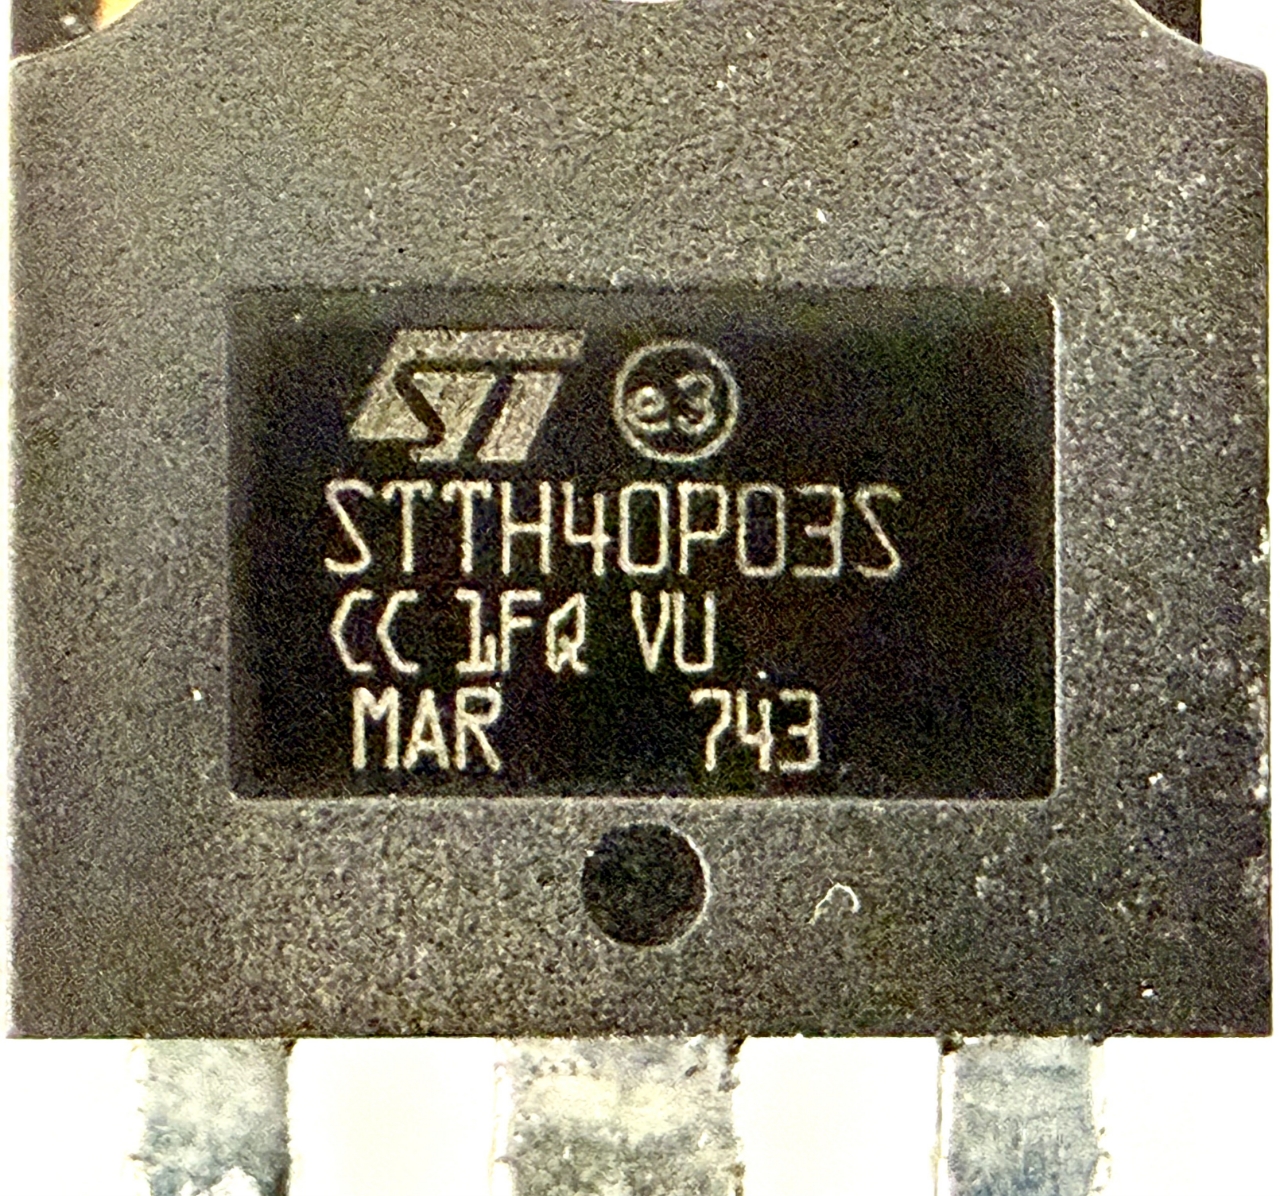 ST e3
STTH40P03S
CC 1FQ VU
MAR 743